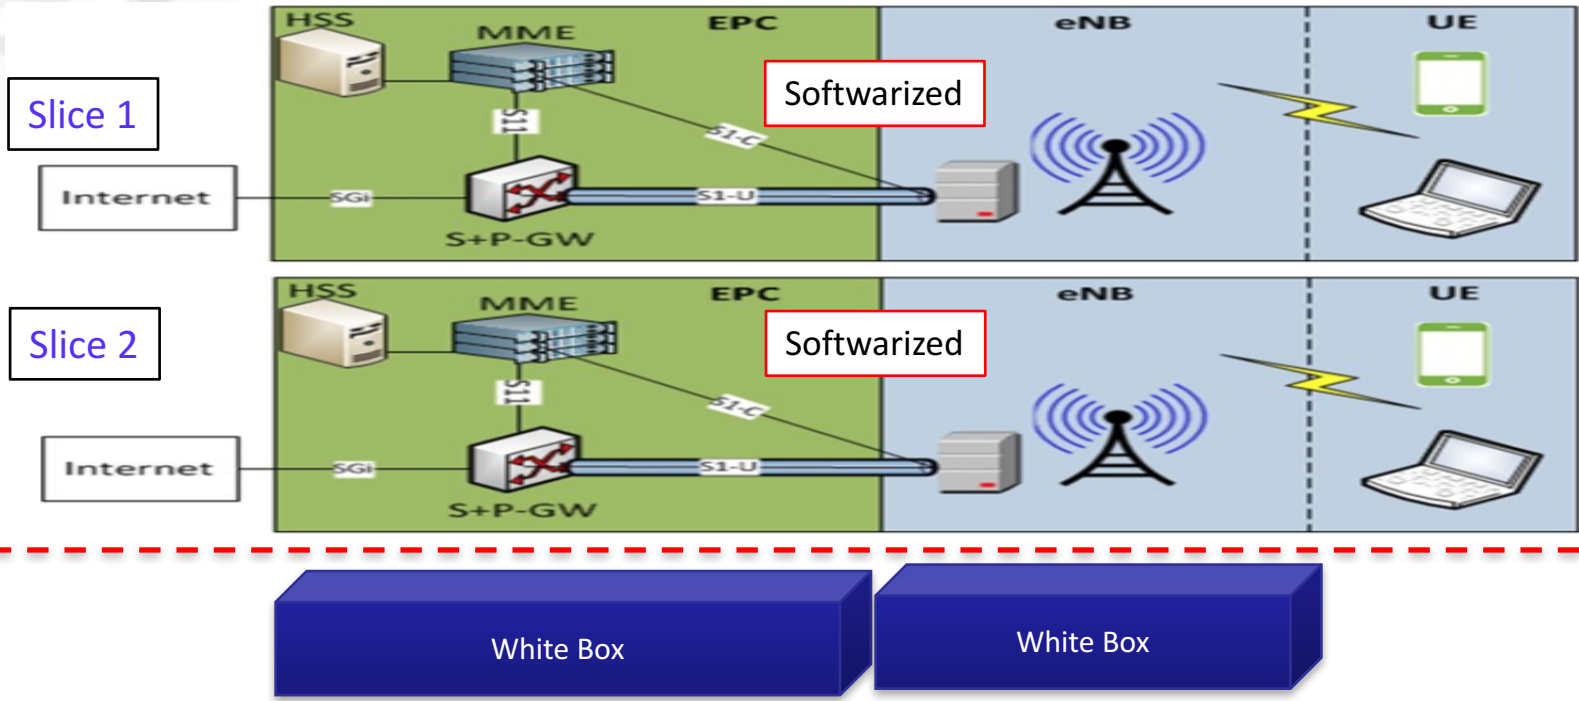 HSS
MME
EPC
eNB
UE
Softwarized
Slice 1
S11
S1-C
Internet
SGi
S1-U
S+P-GW
HSS
MME
EPC
eNB
UE
Softwarized
Slice 2
S11
S1-C
Internet
SGi
S1-U
S+P-GW
White Box
White Box